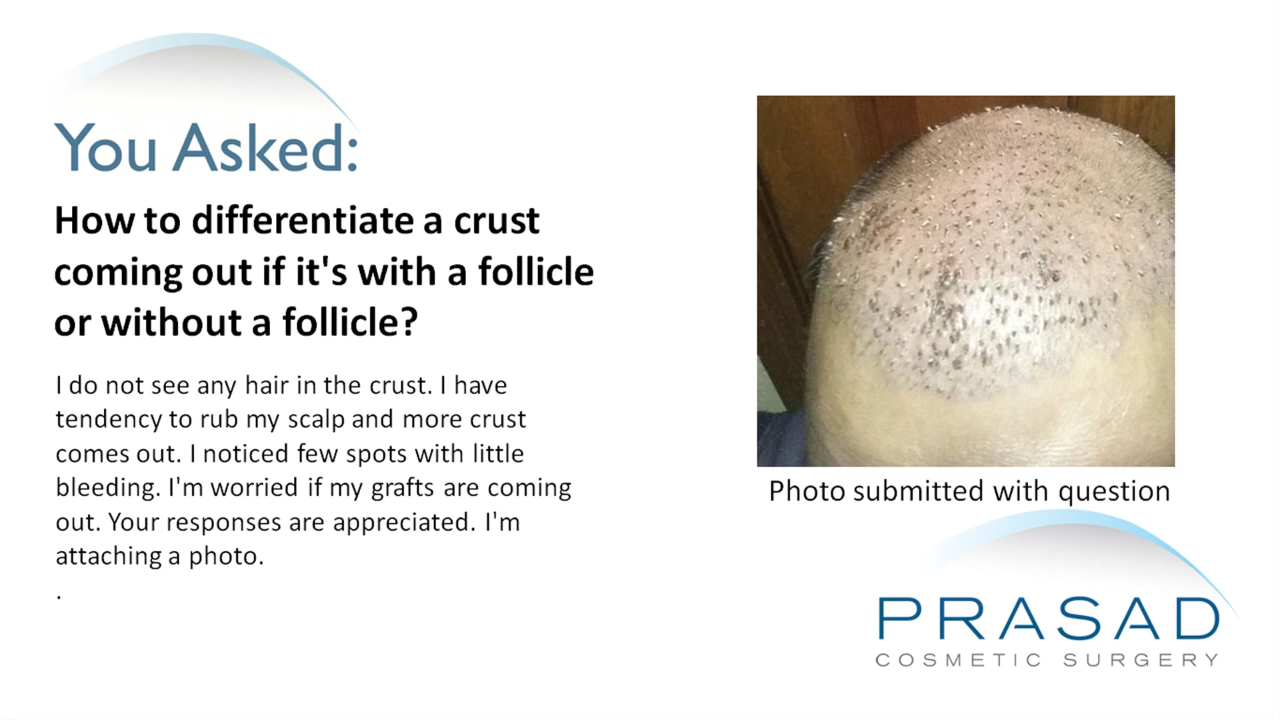 You Asked:
How to differentiate a crust
coming out if it's with a follicle
or without a follicle?
I do not see any hair in the crust. I have
tendency to rub my scalp and more crust
comes out. I noticed few spots with little
bleeding. I'm worried if my grafts are coming
out. Your responses are appreciated. I'm
attaching a photo.
.
Photo submitted with question
PRASAD
COSMETIC SURGERY